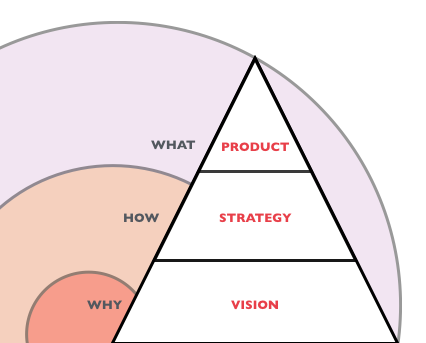 WHAT PRODUCT
HOW STRATEGY
WHY VISION